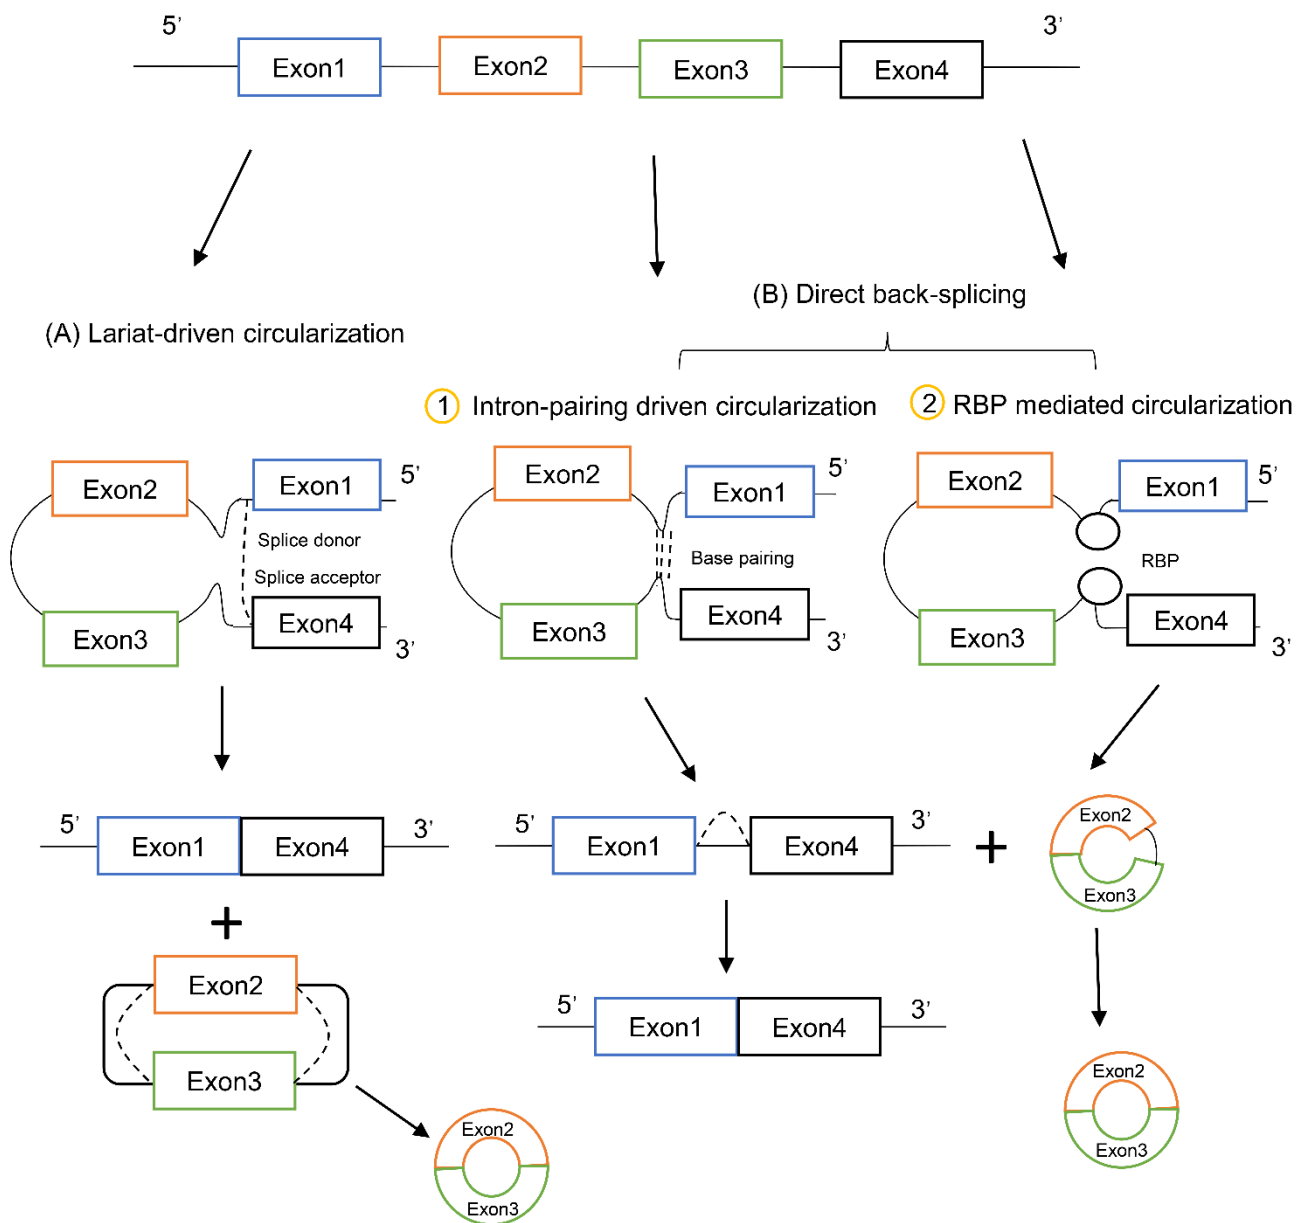 5’
3’
Exon1
Exon2
Exon3
Exon4
(B) Direct back-splicing
(A) Lariat-driven circularization
1 Intron-pairing driven circularization
2 RBP mediated circularization
Exon2
Exon1
5’
Splice donor
Splice acceptor
Exon3
Exon4
3’
Exon2
Exon1
5’
Base pairing
Exon3
Exon4
3’
Exon2
Exon1
5’
RBP
Exon3
Exon4
3’
5’
Exon1
Exon4
3’
+
Exon2
Exon3
Exon2
Exon3
5’
Exon1
Exon4
3’
+
Exon2
Exon3
5’
Exon1
Exon4
3’
Exon2
Exon3